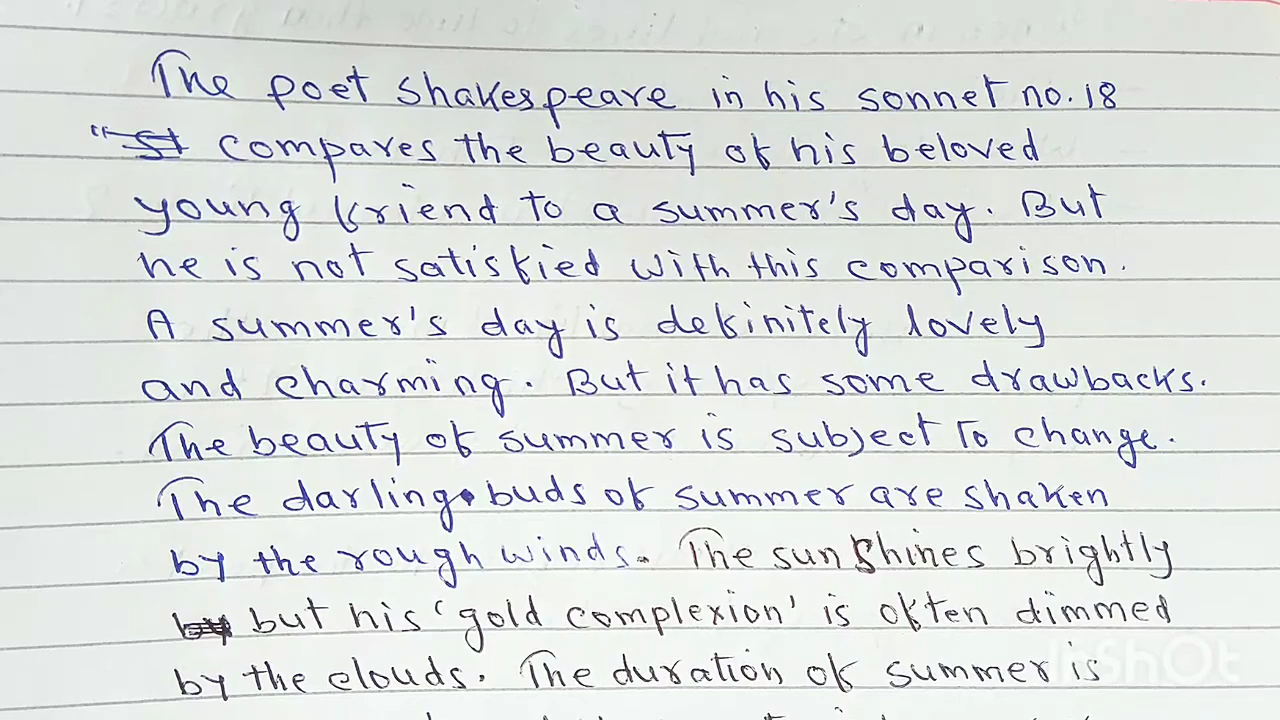 The poet Shakespeare in his sonnet no. 18
compares the beauty of his beloved
young friend to a summer's day. But
he is not satisfied with this comparison.
A summer's day is definitely lovely
and charming. But it has some drawbacks.
The beauty of summer is subject to change.
The darling buds of summer are shaken
by the rough winds. The sun shines brightly
but his 'gold complexion' is often dimmed
by the clouds. The duration of summer is
InShot